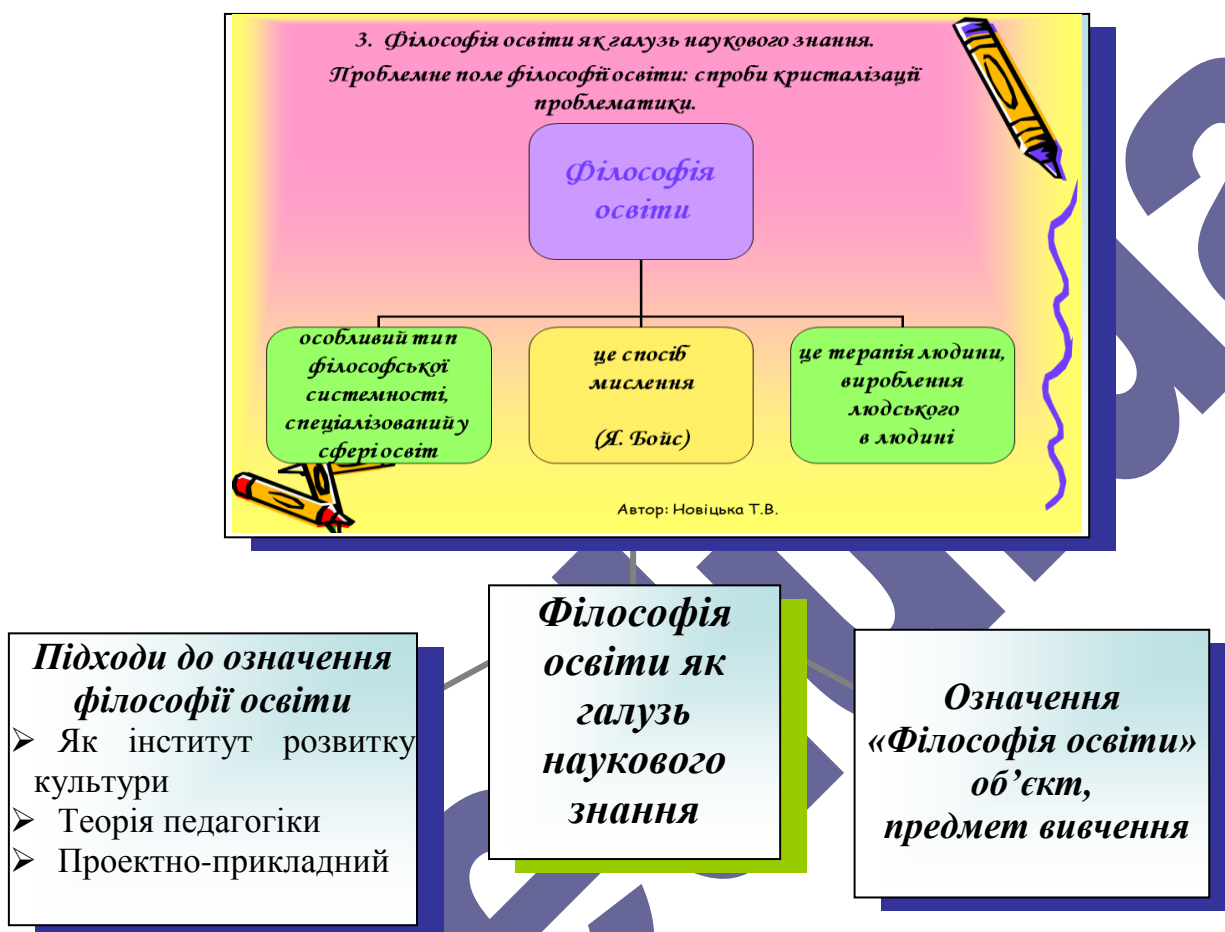 3. Філософія освіти як галузь наукового знання.
Проблемне поле філософії освіти: спроби кристалізації
проблематики.
Філософія
освіти
особливий тип
філософської
системності,
спеціалізований у
сфері освіт
це спосіб
мислення
(Я. Бойс)
це терапія людини,
вироблення
людського
в людині
Автор: Новіцька Т.В.
Підходи до означення
філософії освіти
➢ Як інститут розвитку
культури
➢ Теорія педагогіки
➢ Проектно-прикладний
Філософія
освіти як
галузь
наукового
знання
Означення
«Філософія освіти»
об’єкт,
предмет вивчення